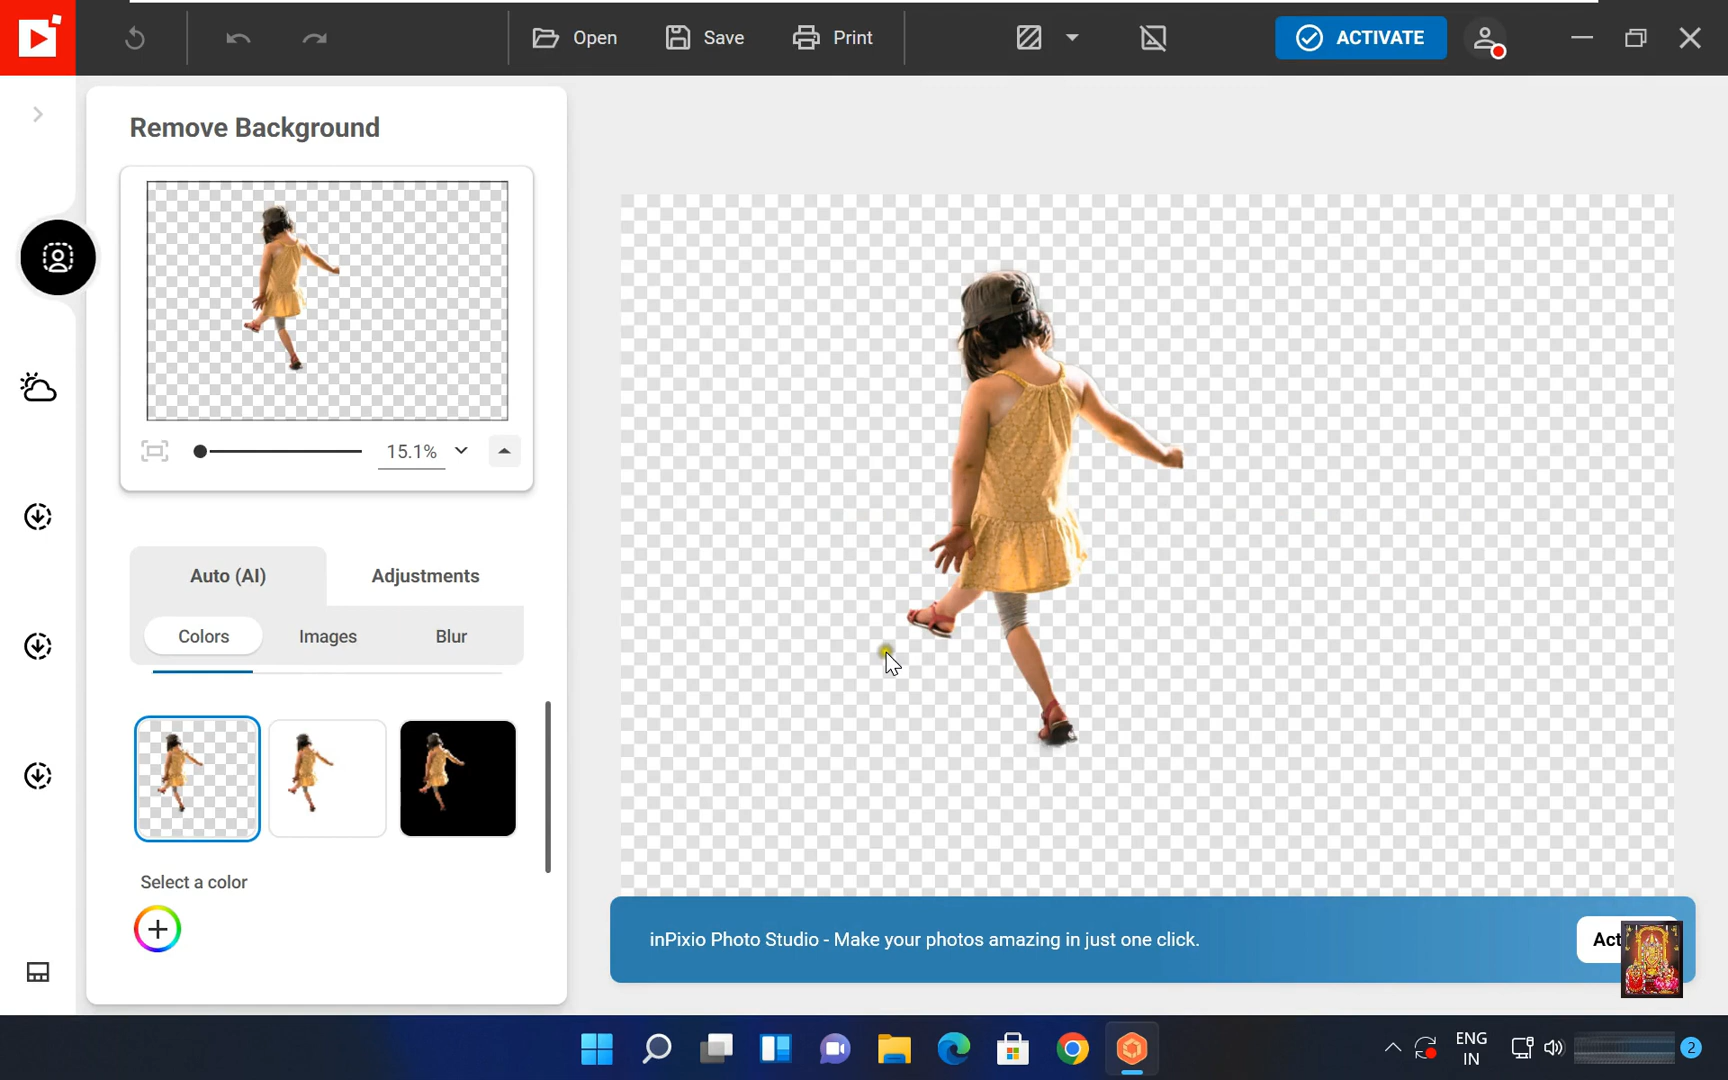 Open
Save
Print
ACTIVATE
Remove Background
15.1%
Auto (AI)
Adjustments
Colors
Images
Blur
Select a color
inPixio Photo Studio - Make your photos amazing in just one click.
Act
ENG
IN
2